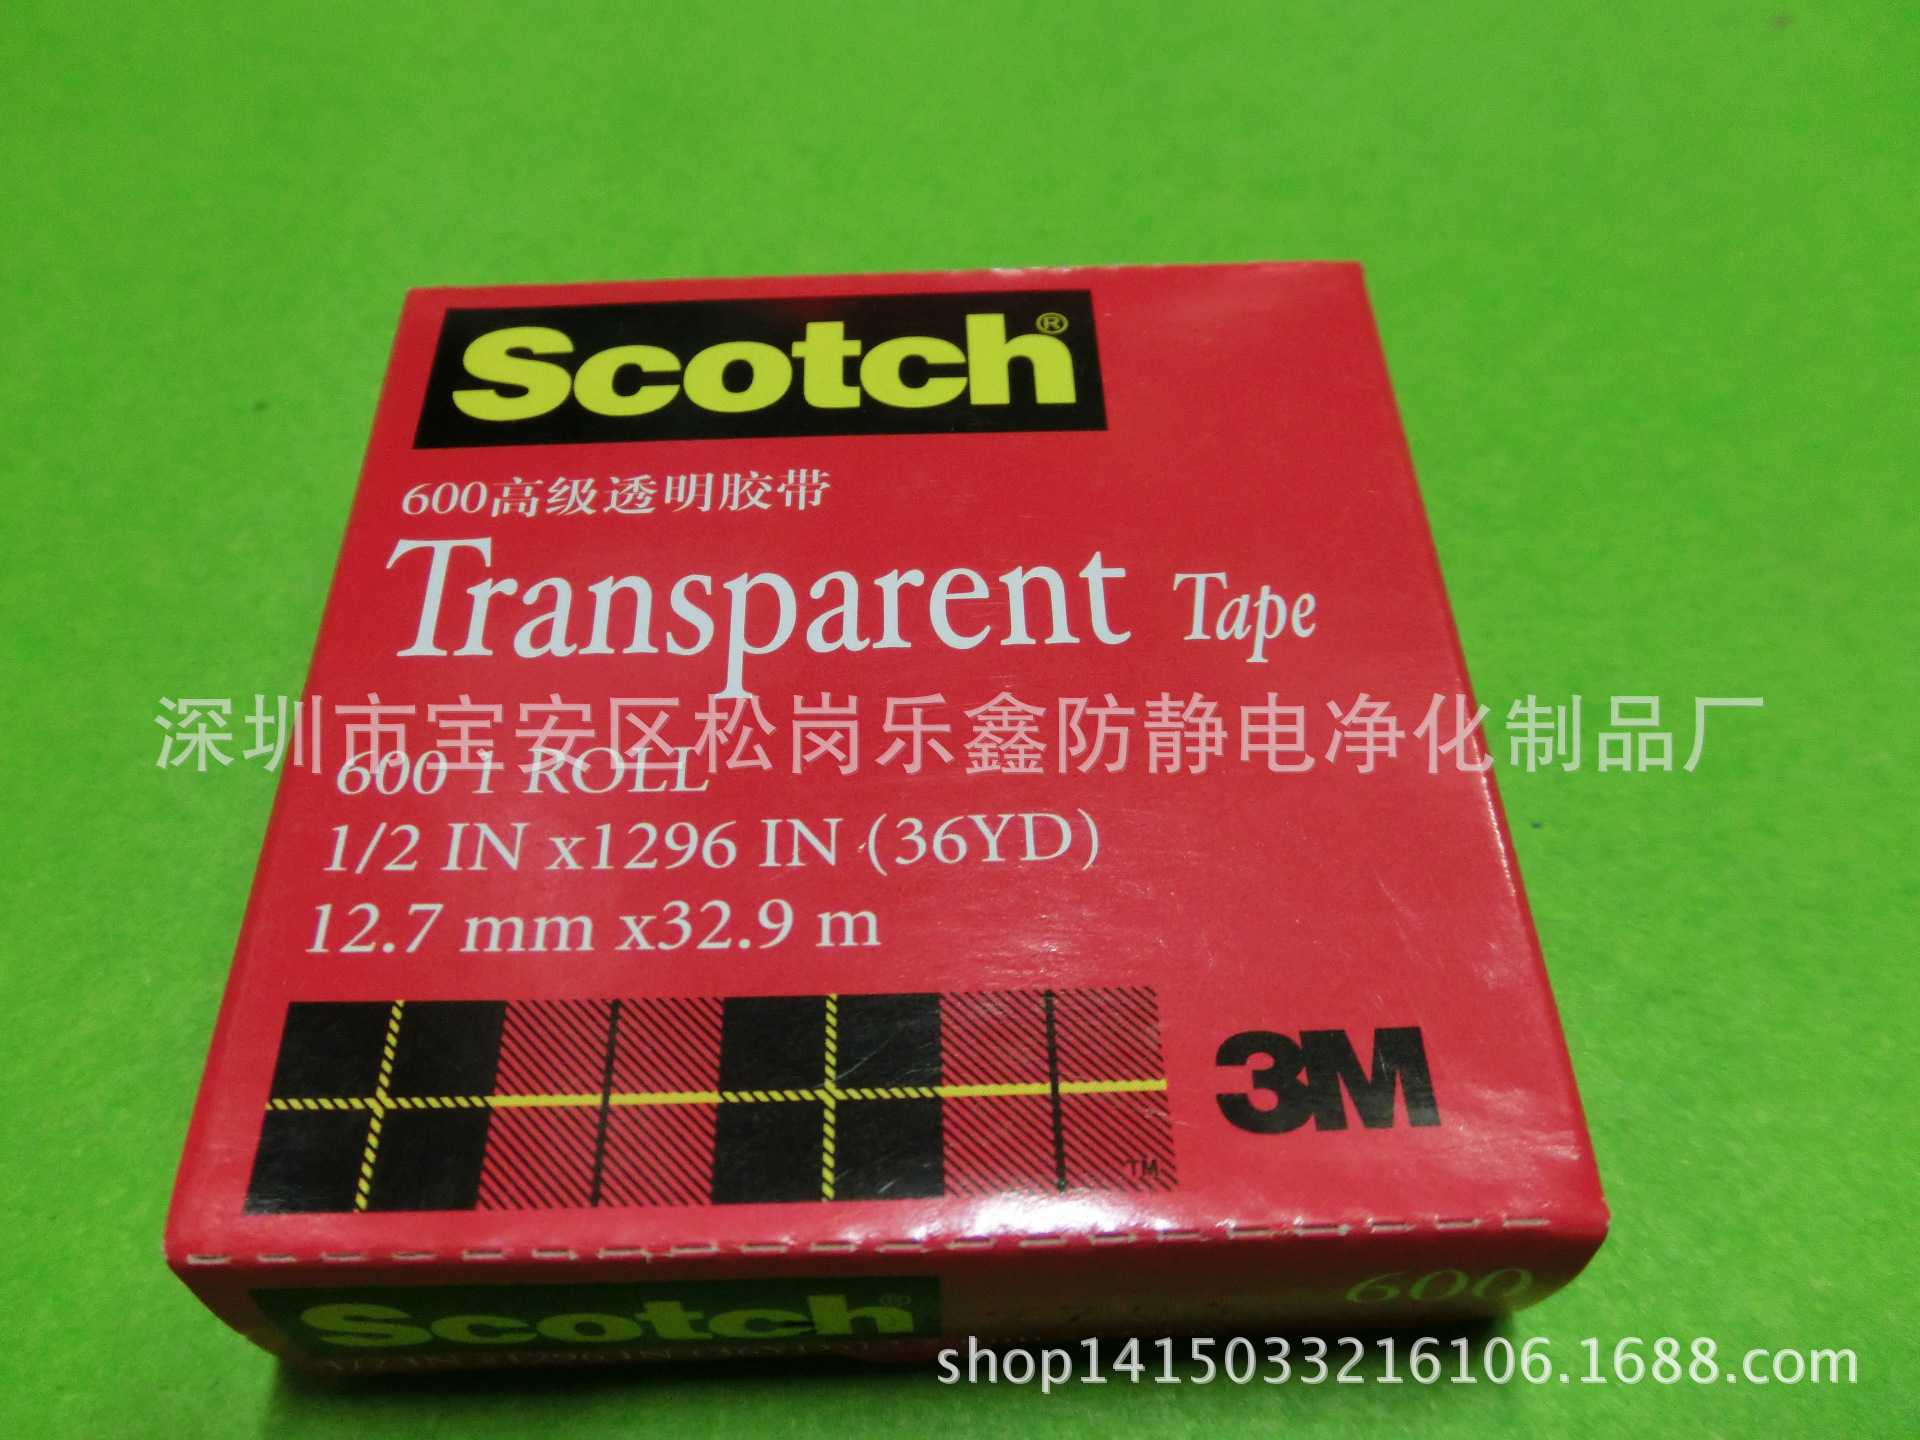 Scotch®
600高级透明胶带
Transparent Tape
深圳市宝安区松岗乐鑫防静电净化制品厂
600 1 ROLL
1/2 IN x1296 IN (36YD)
12.7 mm x32.9 m
3M
TM
Scotch®
600
shop1415033216106.1688.com